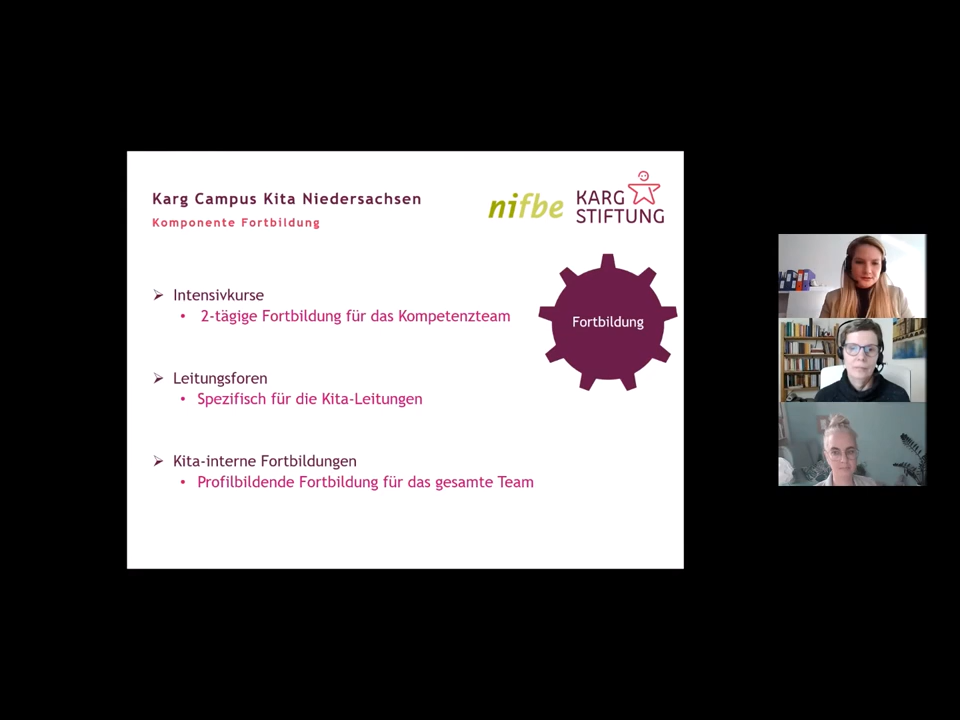 Karg Campus Kita Niedersachsen
Komponente Fortbildung
nifbe
KARG
STIFTUNG
➢ Intensivkurse
• 2-tägige Fortbildung für das Kompetenzteam
Fortbildung
➢ Leitungsforen
• Spezifisch für die Kita-Leitungen
➢ Kita-interne Fortbildungen
• Profilbildende Fortbildung für das gesamte Team